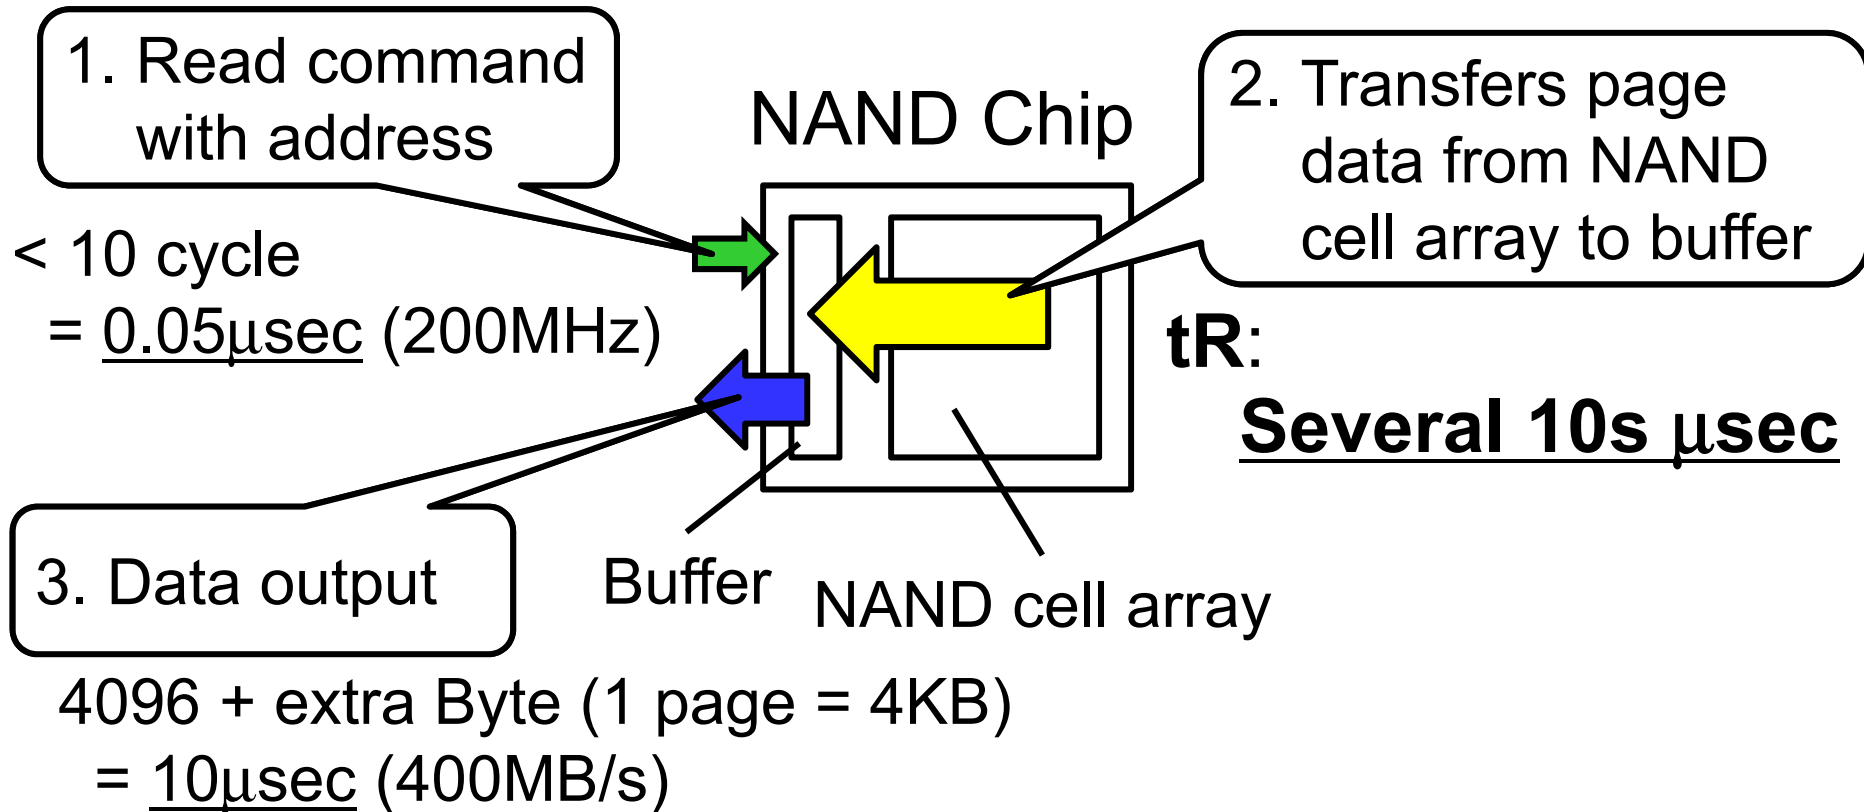 1. Read command
with address
NAND Chip
2. Transfers page
data from NAND
cell array to buffer
< 10 cycle
= 0.05μsec (200MHz)
tR:
Several 10s μsec
3. Data output
Buffer
NAND cell array
4096 + extra Byte (1 page = 4KB)
= 10μsec (400MB/s)